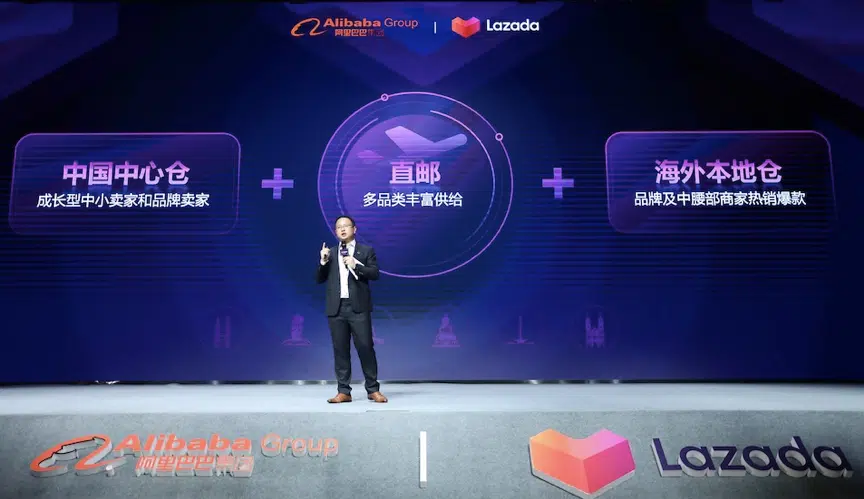 Alibaba Group
阿里巴巴集团
Lazada
中国中心仓
成长型中小卖家和品牌卖家
直邮
多品类丰富供给
海外本地仓
品牌及中腰部商家热销爆款
Alibaba Group
阿里巴巴集团
Lazada